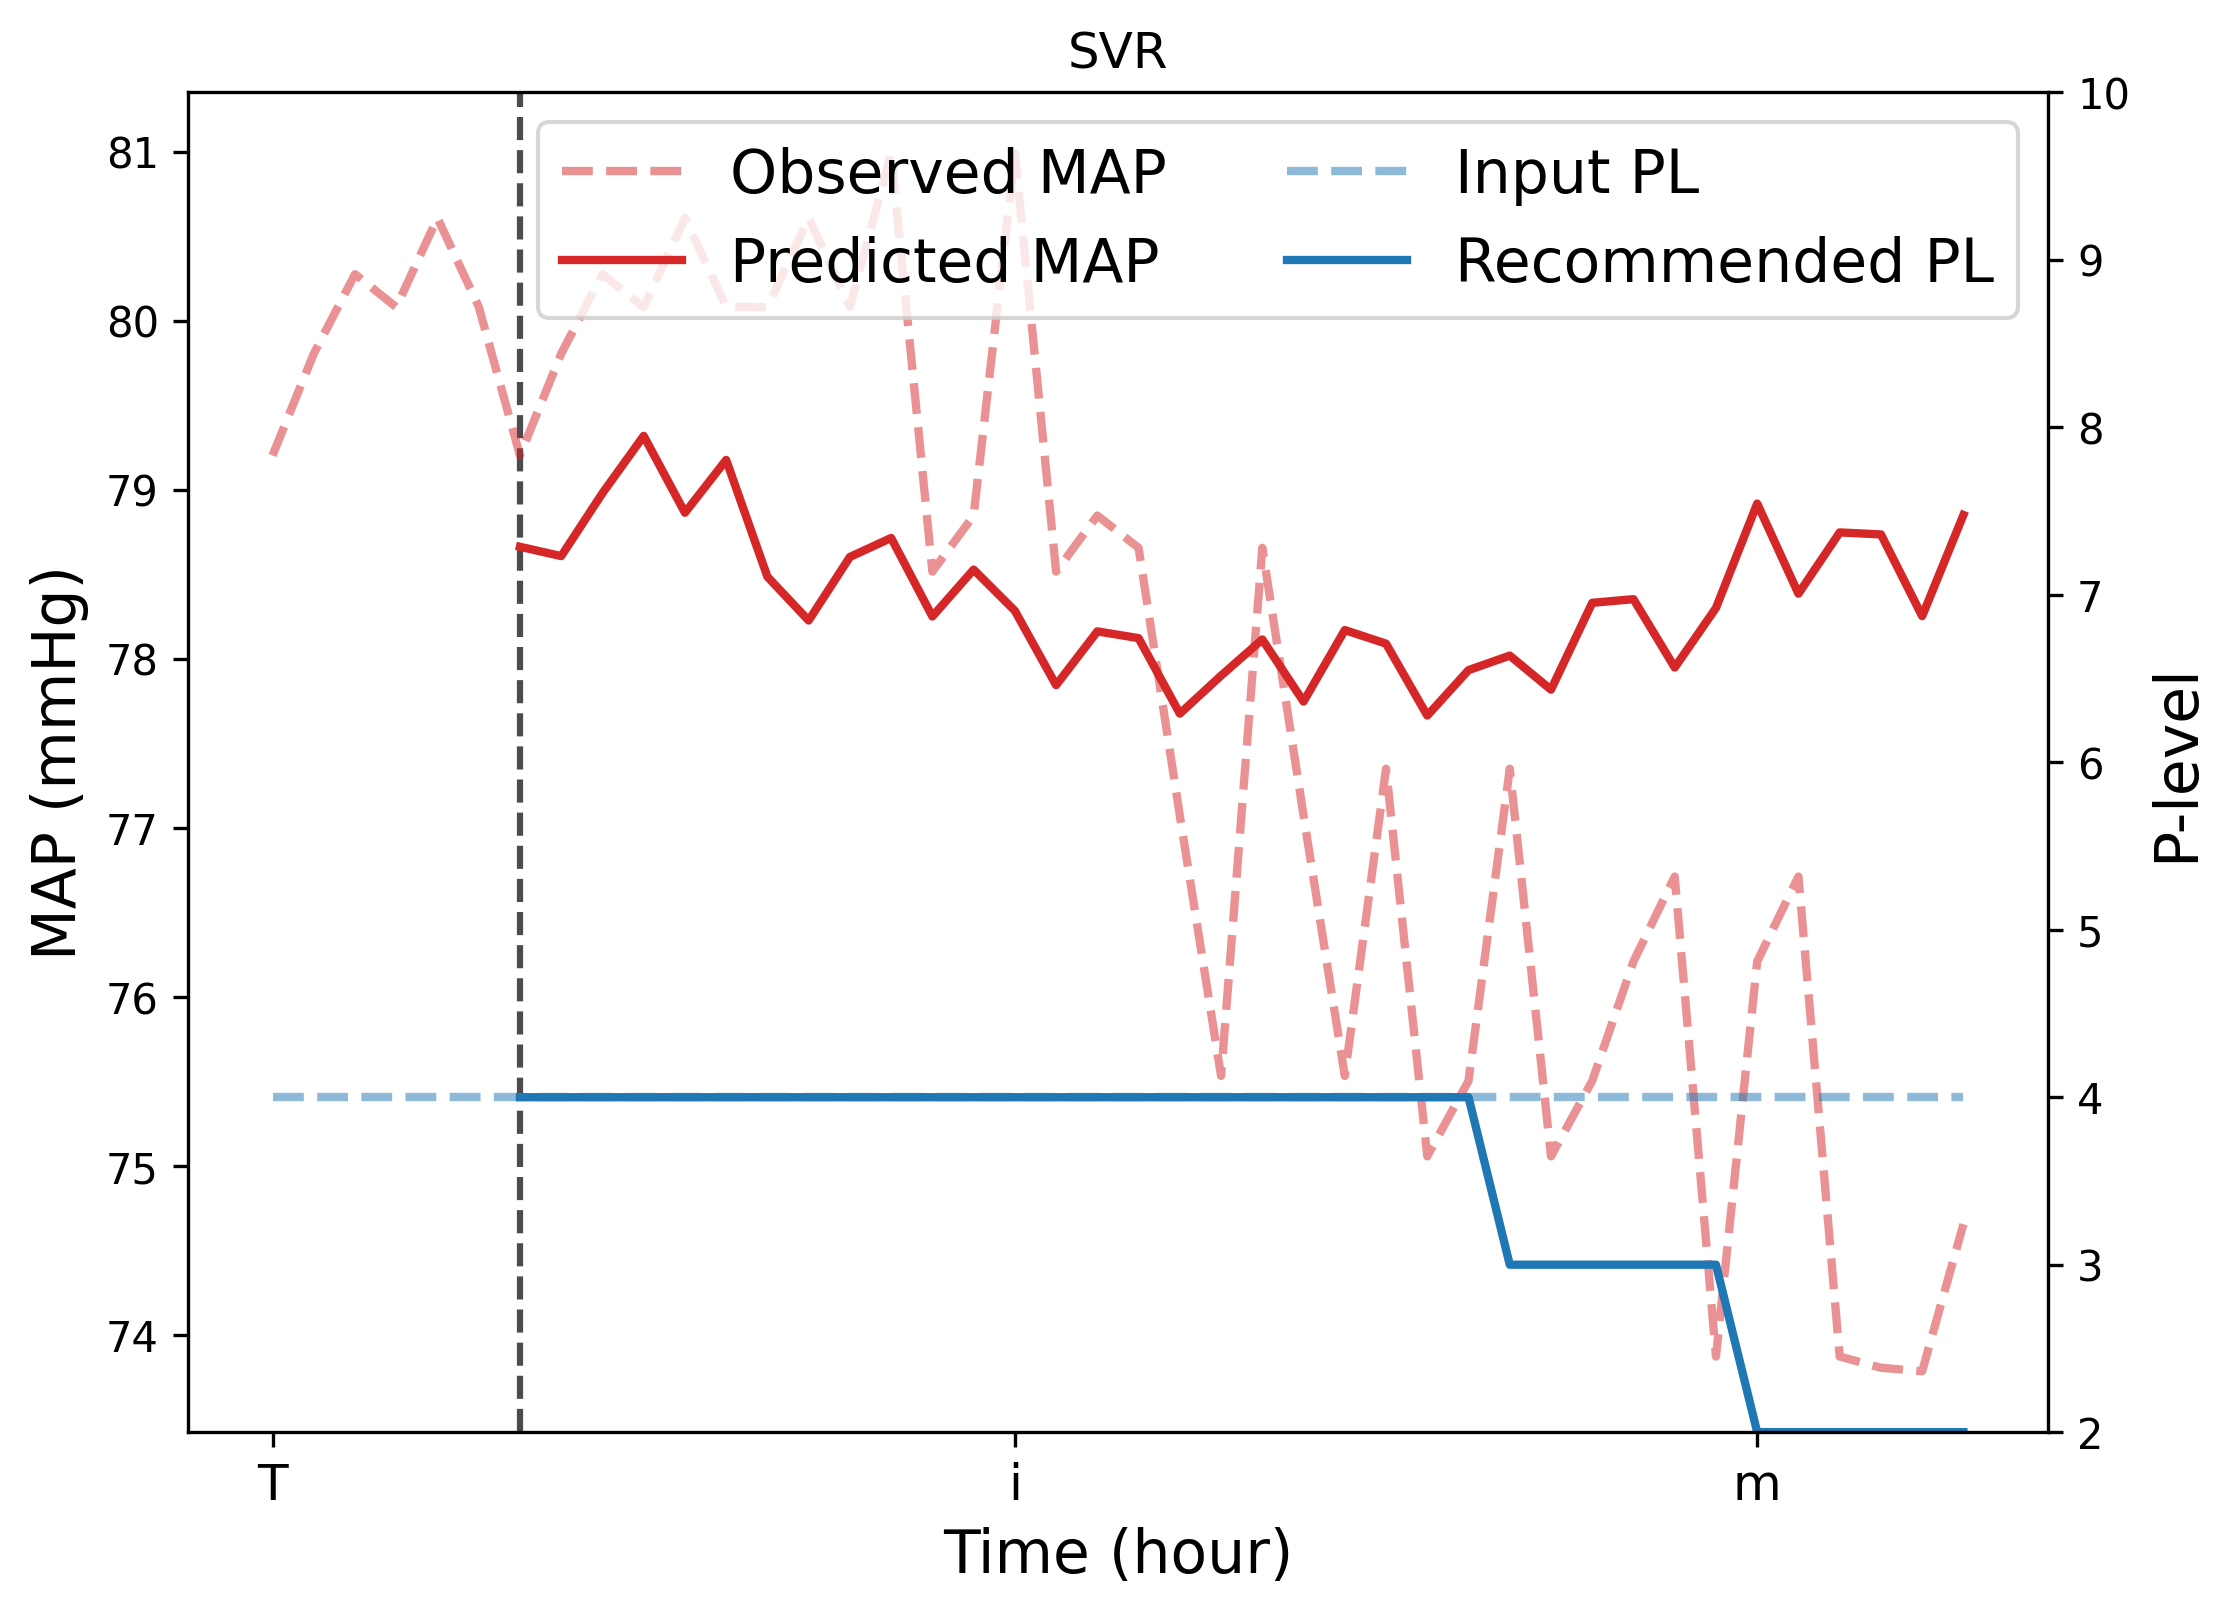 SVR
Observed MAP
Predicted MAP
Input PL
Recommended PL
MAP (mmHg)
81
80
79
78
77
76
75
74
P-level
10
9
8
7
6
5
4
3
2
T
i
m
Time (hour)